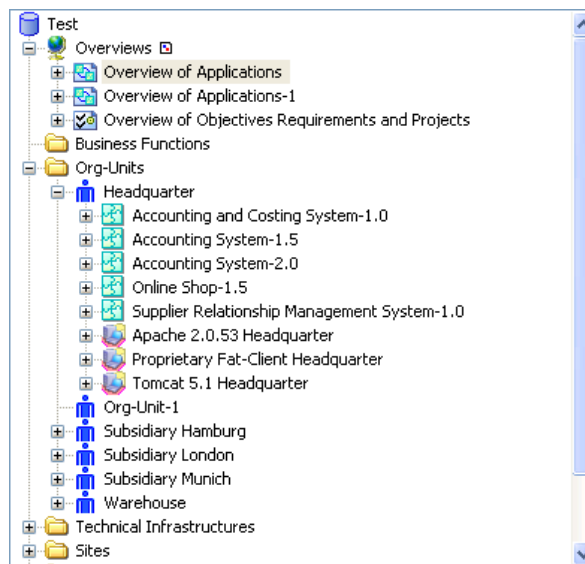 Test
Overviews
Overview of Applications
Overview of Applications-1
Overview of Objectives Requirements and Projects
Business Functions
Org-Units
Headquarter
Accounting and Costing System-1.0
Accounting System-1.5
Accounting System-2.0
Online Shop-1.5
Supplier Relationship Management System-1.0
Apache 2.0.53 Headquarter
Proprietary Fat-Client Headquarter
Tomcat 5.1 Headquarter
Org-Unit-1
Subsidiary Hamburg
Subsidiary London
Subsidiary Munich
Warehouse
Technical Infrastructures
Sites